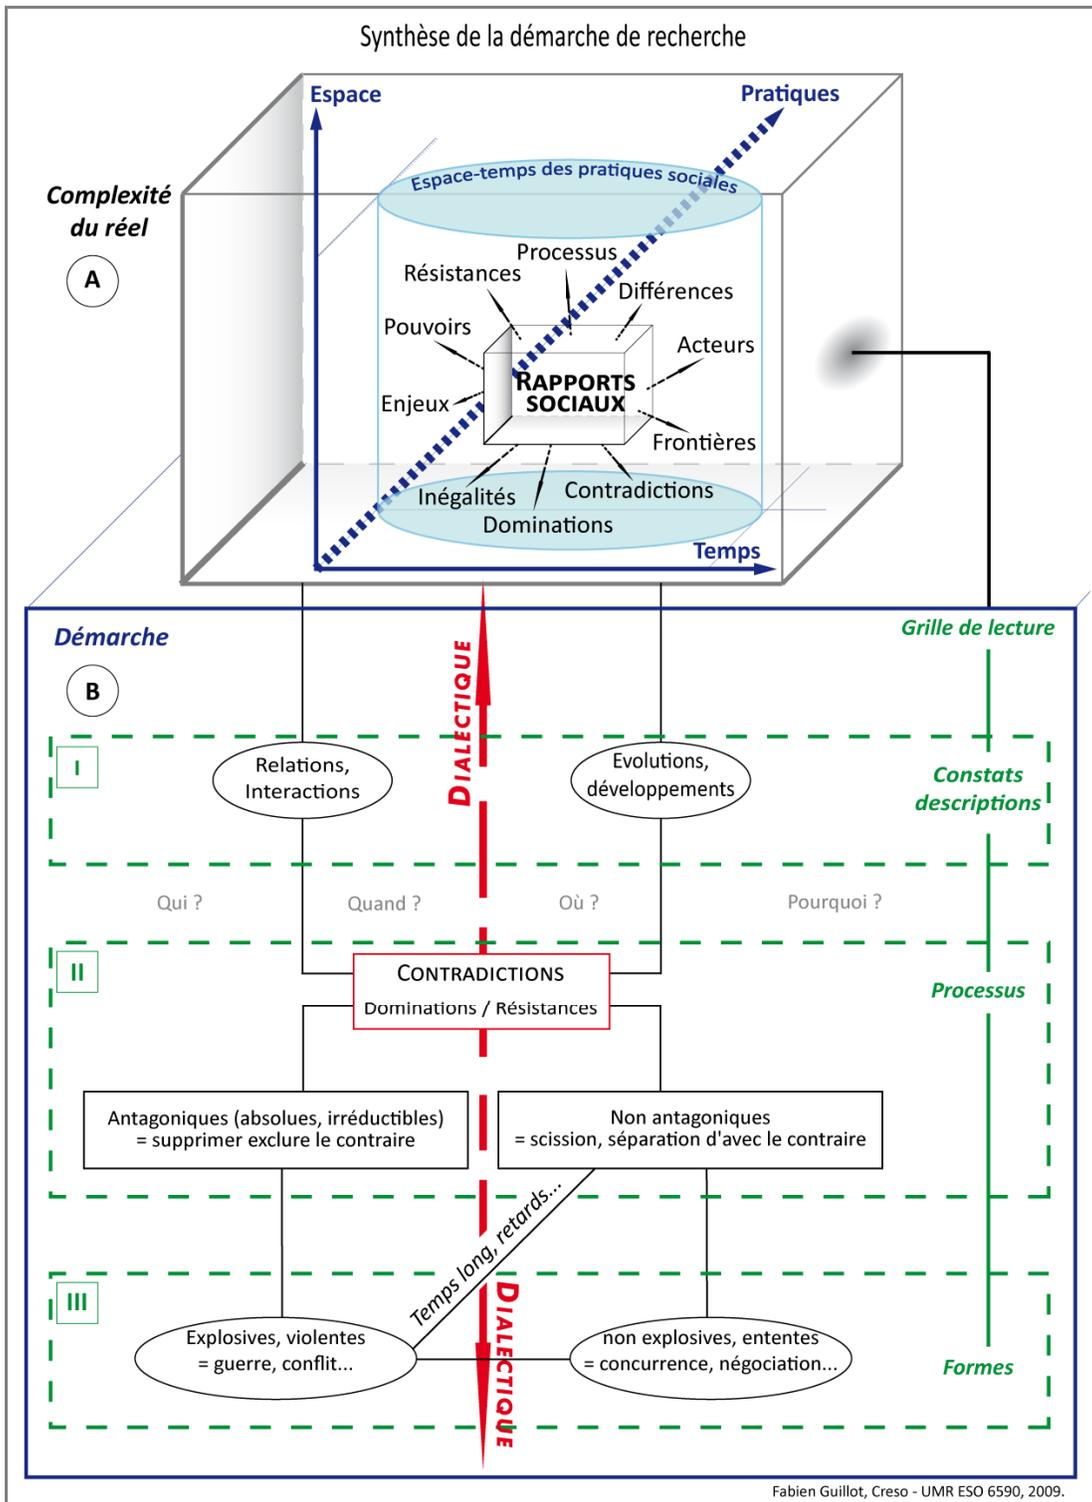 Synthèse de la démarche de recherche
Espace
Pratiques
Complexité
du réel
A
Espace-temps des pratiques sociales
Processus
Résistances
Différences
Pouvoirs
Acteurs
RAPPORTS
SOCIAUX
Enjeux
Frontières
Inégalités
Contradictions
Dominations
Temps
Démarche
Grille de lecture
B
DIALECTIQUE
I
Relations,
Interactions
Evolutions,
développements
Constats
descriptions
Qui ?
Quand ?
Où ?
Pourquoi ?
II
CONTRADICTIONS
Dominations / Résistances
Processus
Antagoniques (absolues, irréductibles)
= supprimer exclure le contraire
Non antagoniques
= scission, séparation d'avec le contraire
Temps long, retards...
III
DIALECTIQUE
Explosives, violentes
= guerre, conflit...
non explosives, ententes
= concurrence, négociation...
Formes
Fabien Guillot, Creso - UMR ESO 6590, 2009.